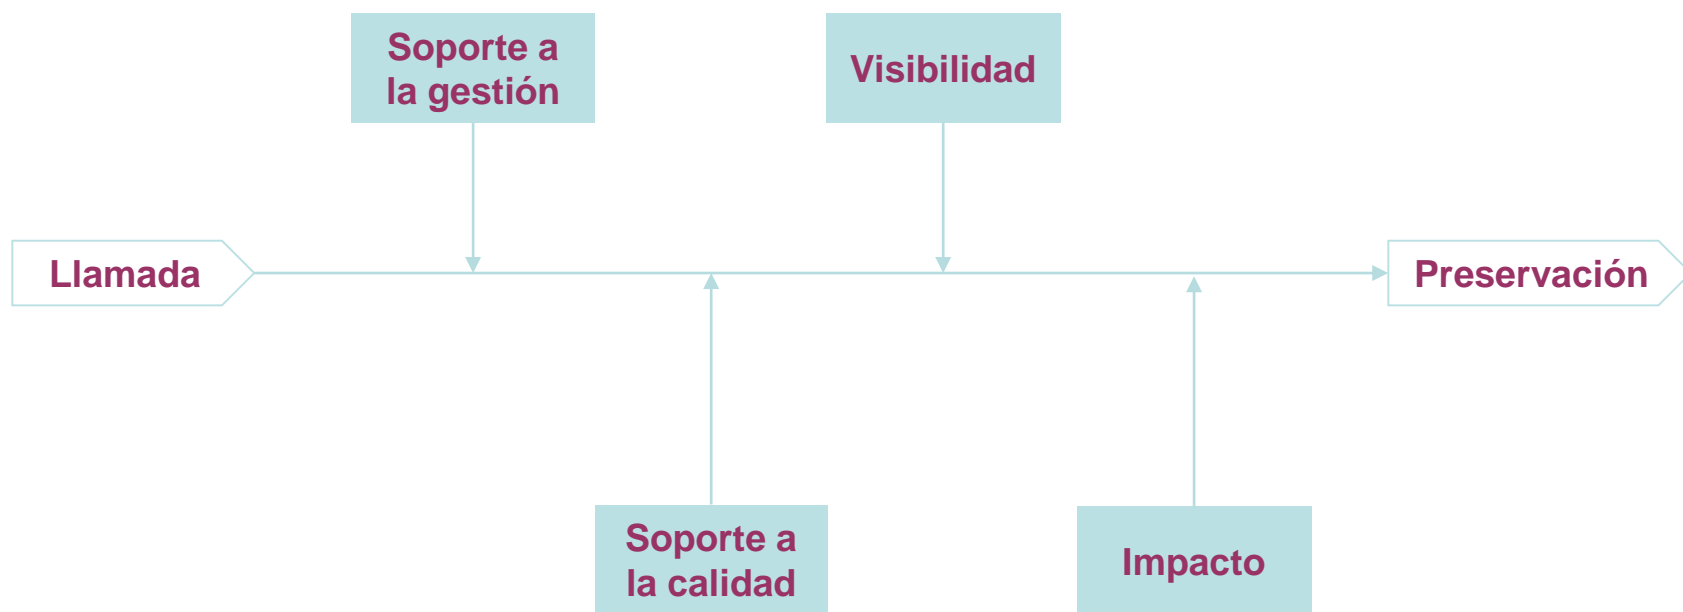 Soporte a
la gestión
Visibilidad
Llamada
Preservación
Soporte a
la calidad
Impacto